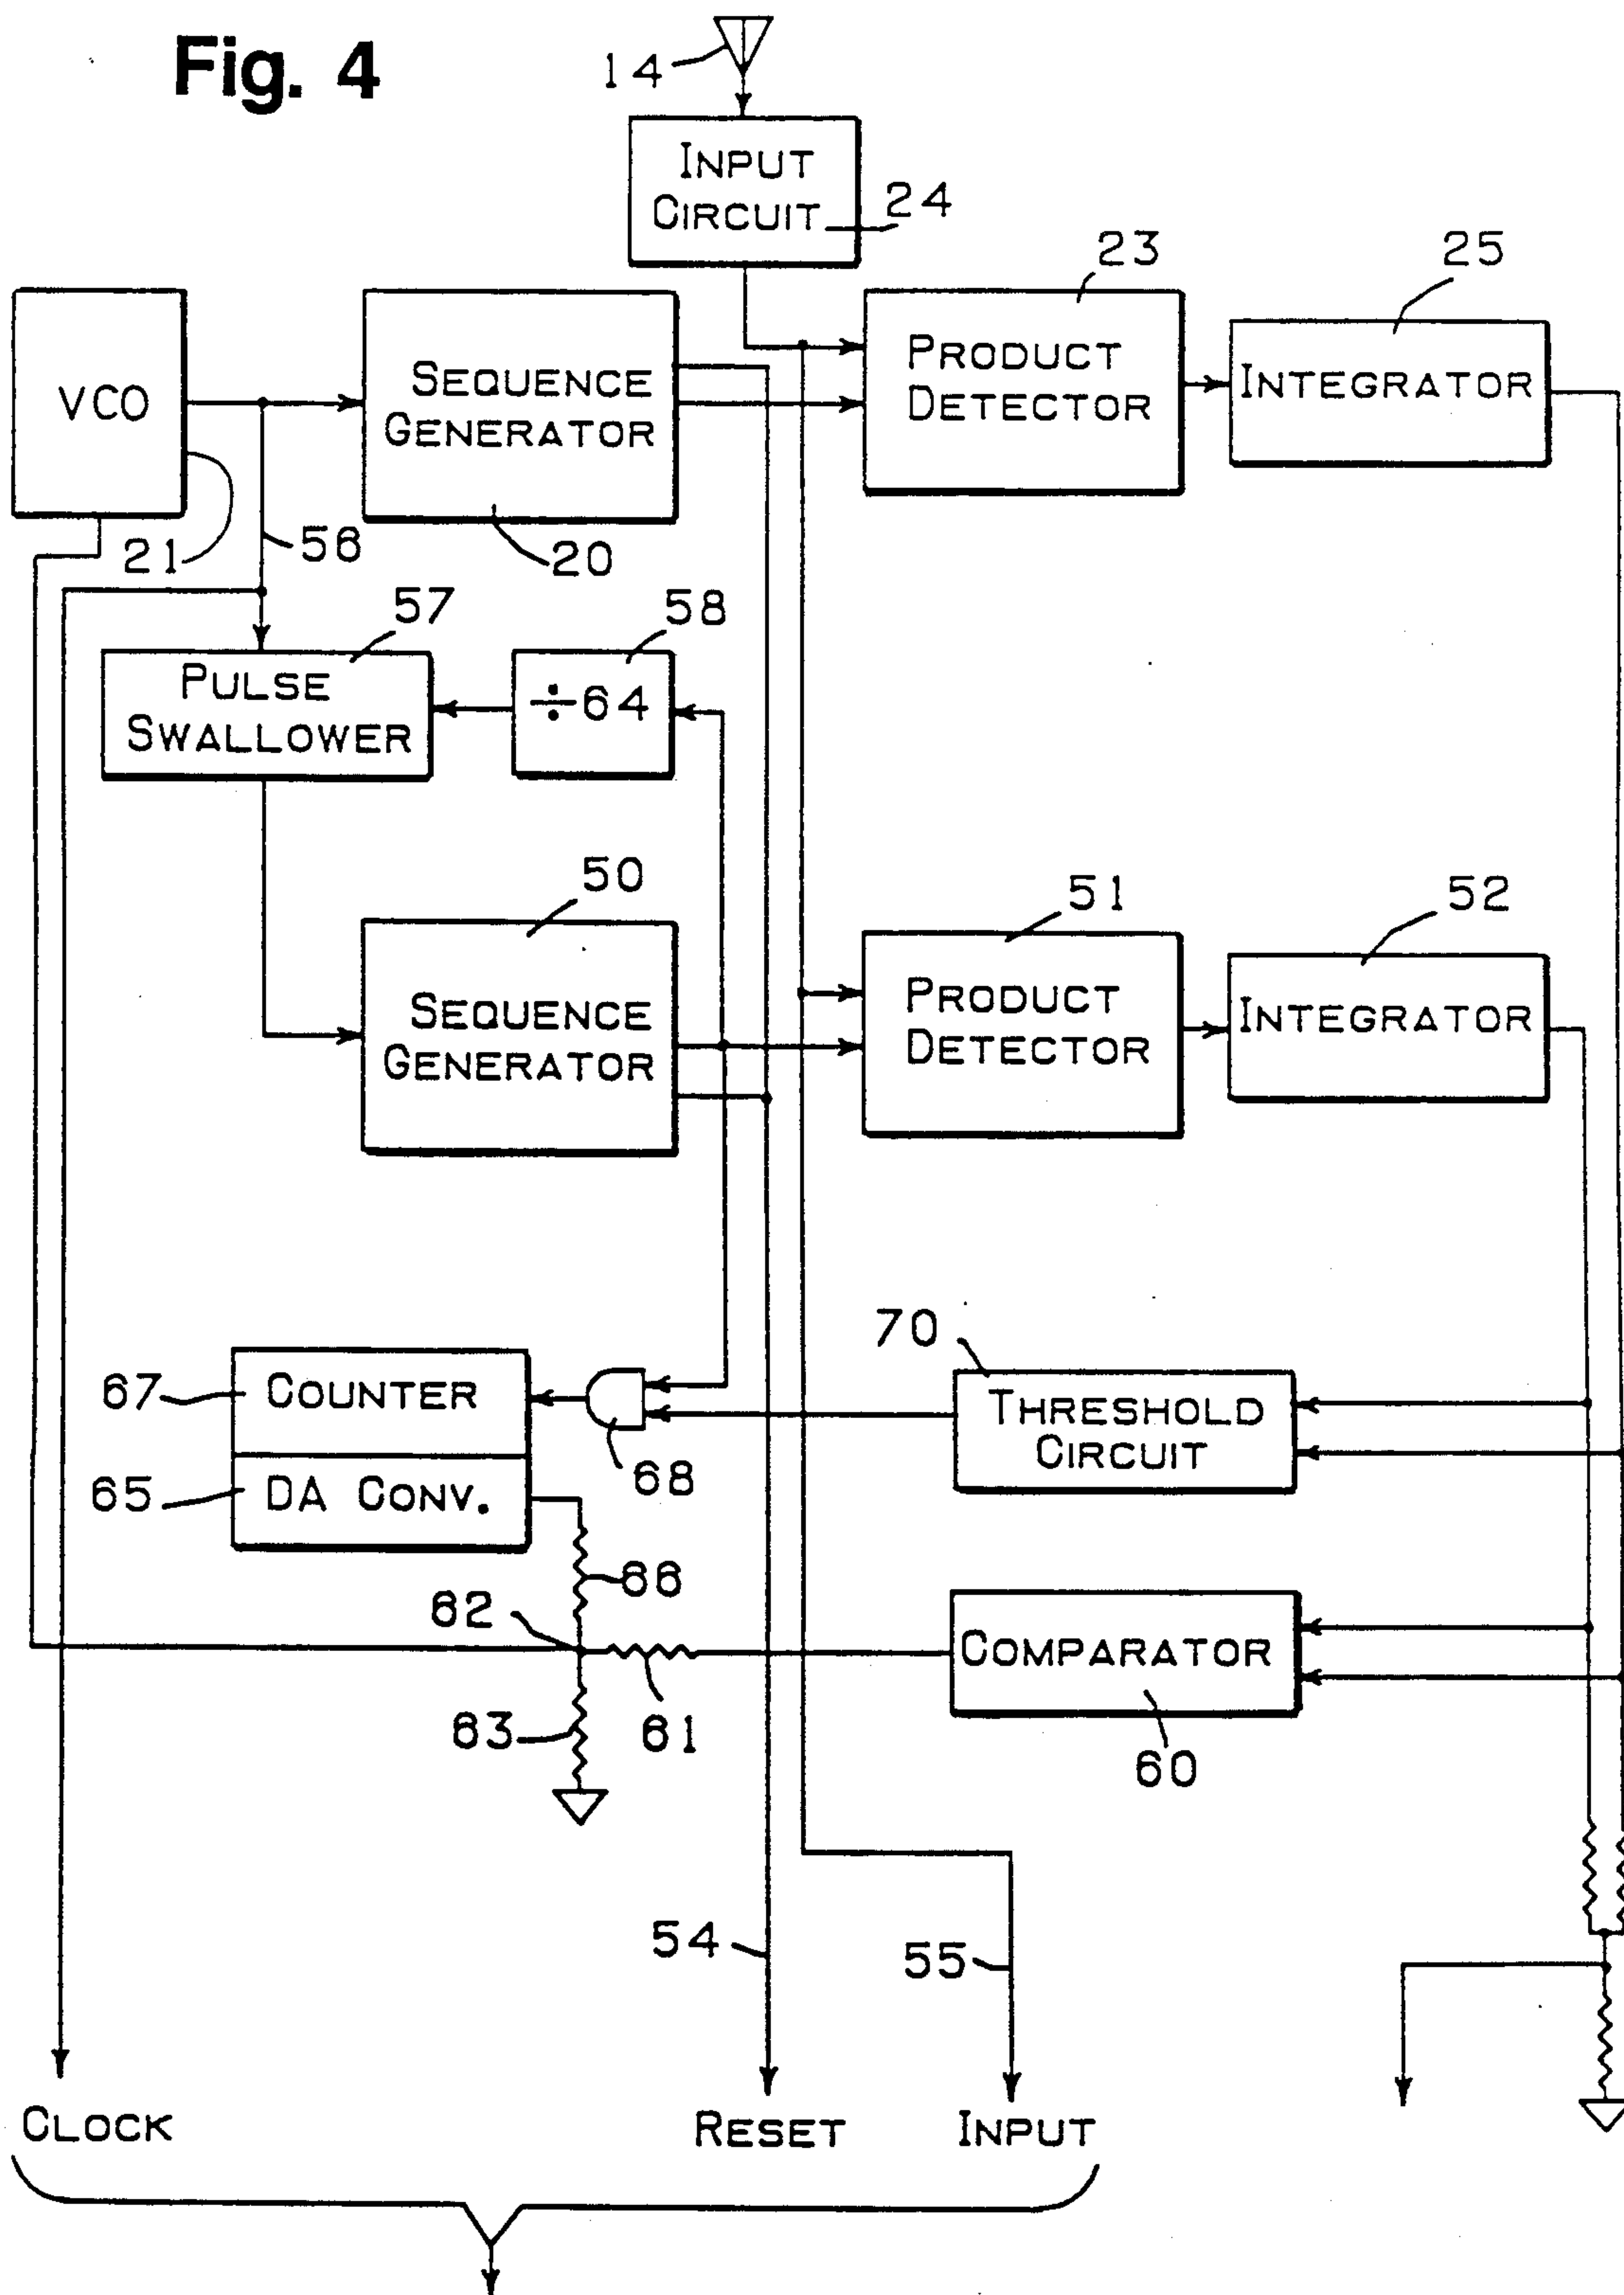 Fig. 4
14
INPUT
CIRCUIT
24
23
25
VCO
SEQUENCE
GENERATOR
PRODUCT
DETECTOR
INTEGRATOR
21
56
20
57
58
PULSE
SWALLOWER
÷64
50
51
52
SEQUENCE
GENERATOR
PRODUCT
DETECTOR
INTEGRATOR
70
67
COUNTER
THRESHOLD
CIRCUIT
68
65
DA CONV.
66
62
COMPARATOR
63
61
60
54
55
CLOCK
RESET
INPUT